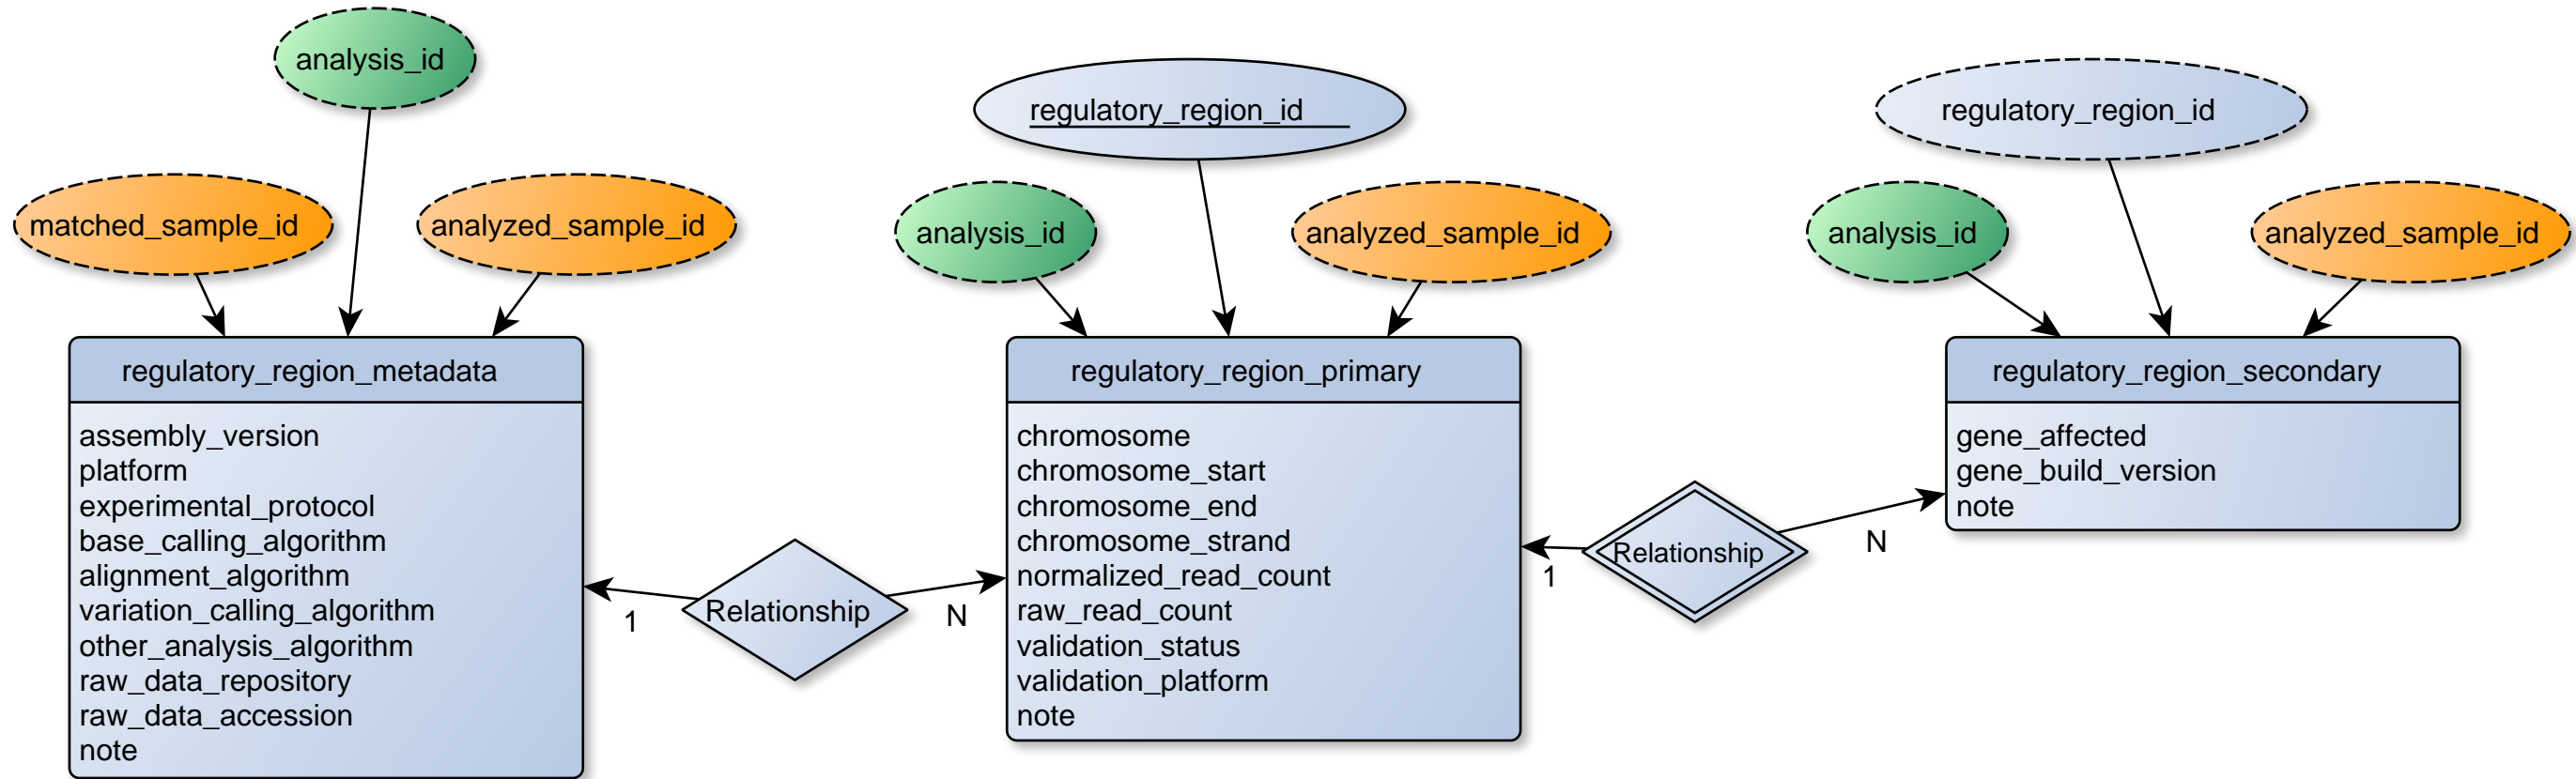 analysis_id
matched_sample_id
analyzed_sample_id
regulatory_region_metadata
assembly_version
platform
experimental_protocol
base_calling_algorithm
alignment_algorithm
variation_calling_algorithm
other_analysis_algorithm
raw_data_repository
raw_data_accession
note
1
Relationship
N
regulatory_region_id
analysis_id
analyzed_sample_id
regulatory_region_primary
chromosome
chromosome_start
chromosome_end
chromosome_strand
normalized_read_count
raw_read_count
validation_status
validation_platform
note
1
Relationship
N
regulatory_region_id
analysis_id
analyzed_sample_id
regulatory_region_secondary
gene_affected
gene_build_version
note